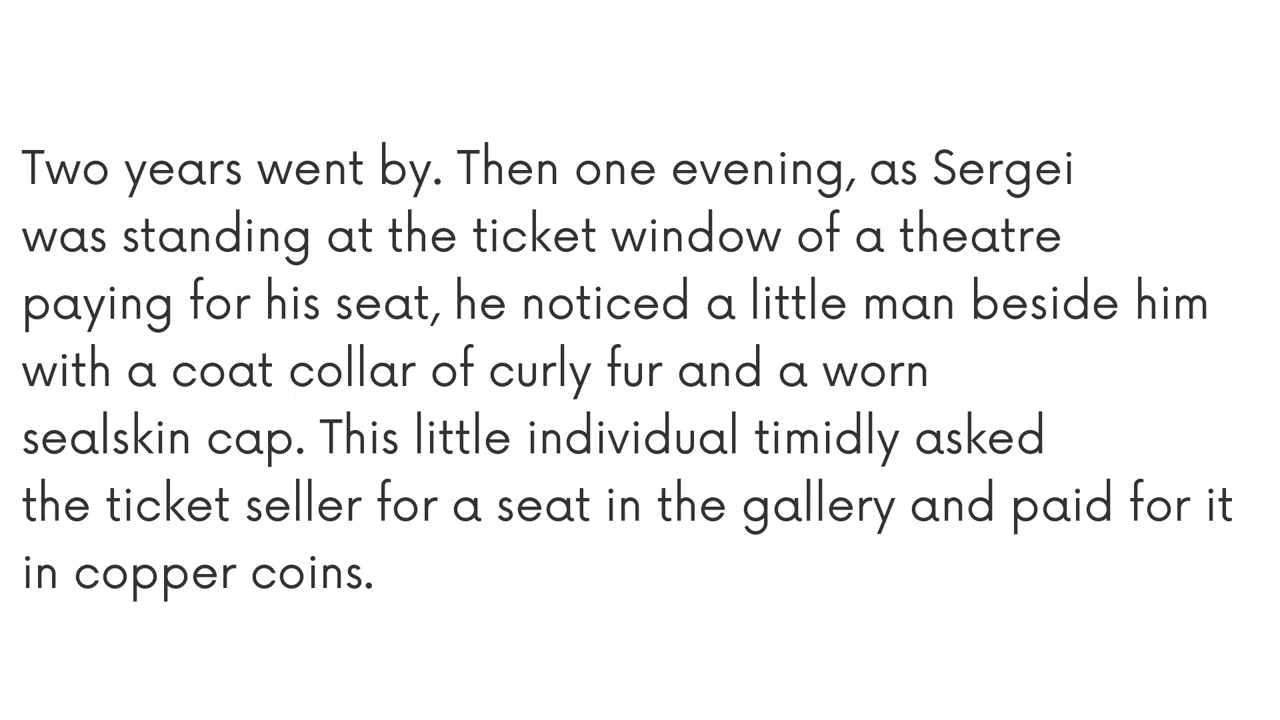 Two years went by. Then one evening, as Sergei
was standing at the ticket window of a theatre
paying for his seat, he noticed a little man beside him
with a coat collar of curly fur and a worn
sealskin cap. This little individual timidly asked
the ticket seller for a seat in the gallery and paid for it
in copper coins.